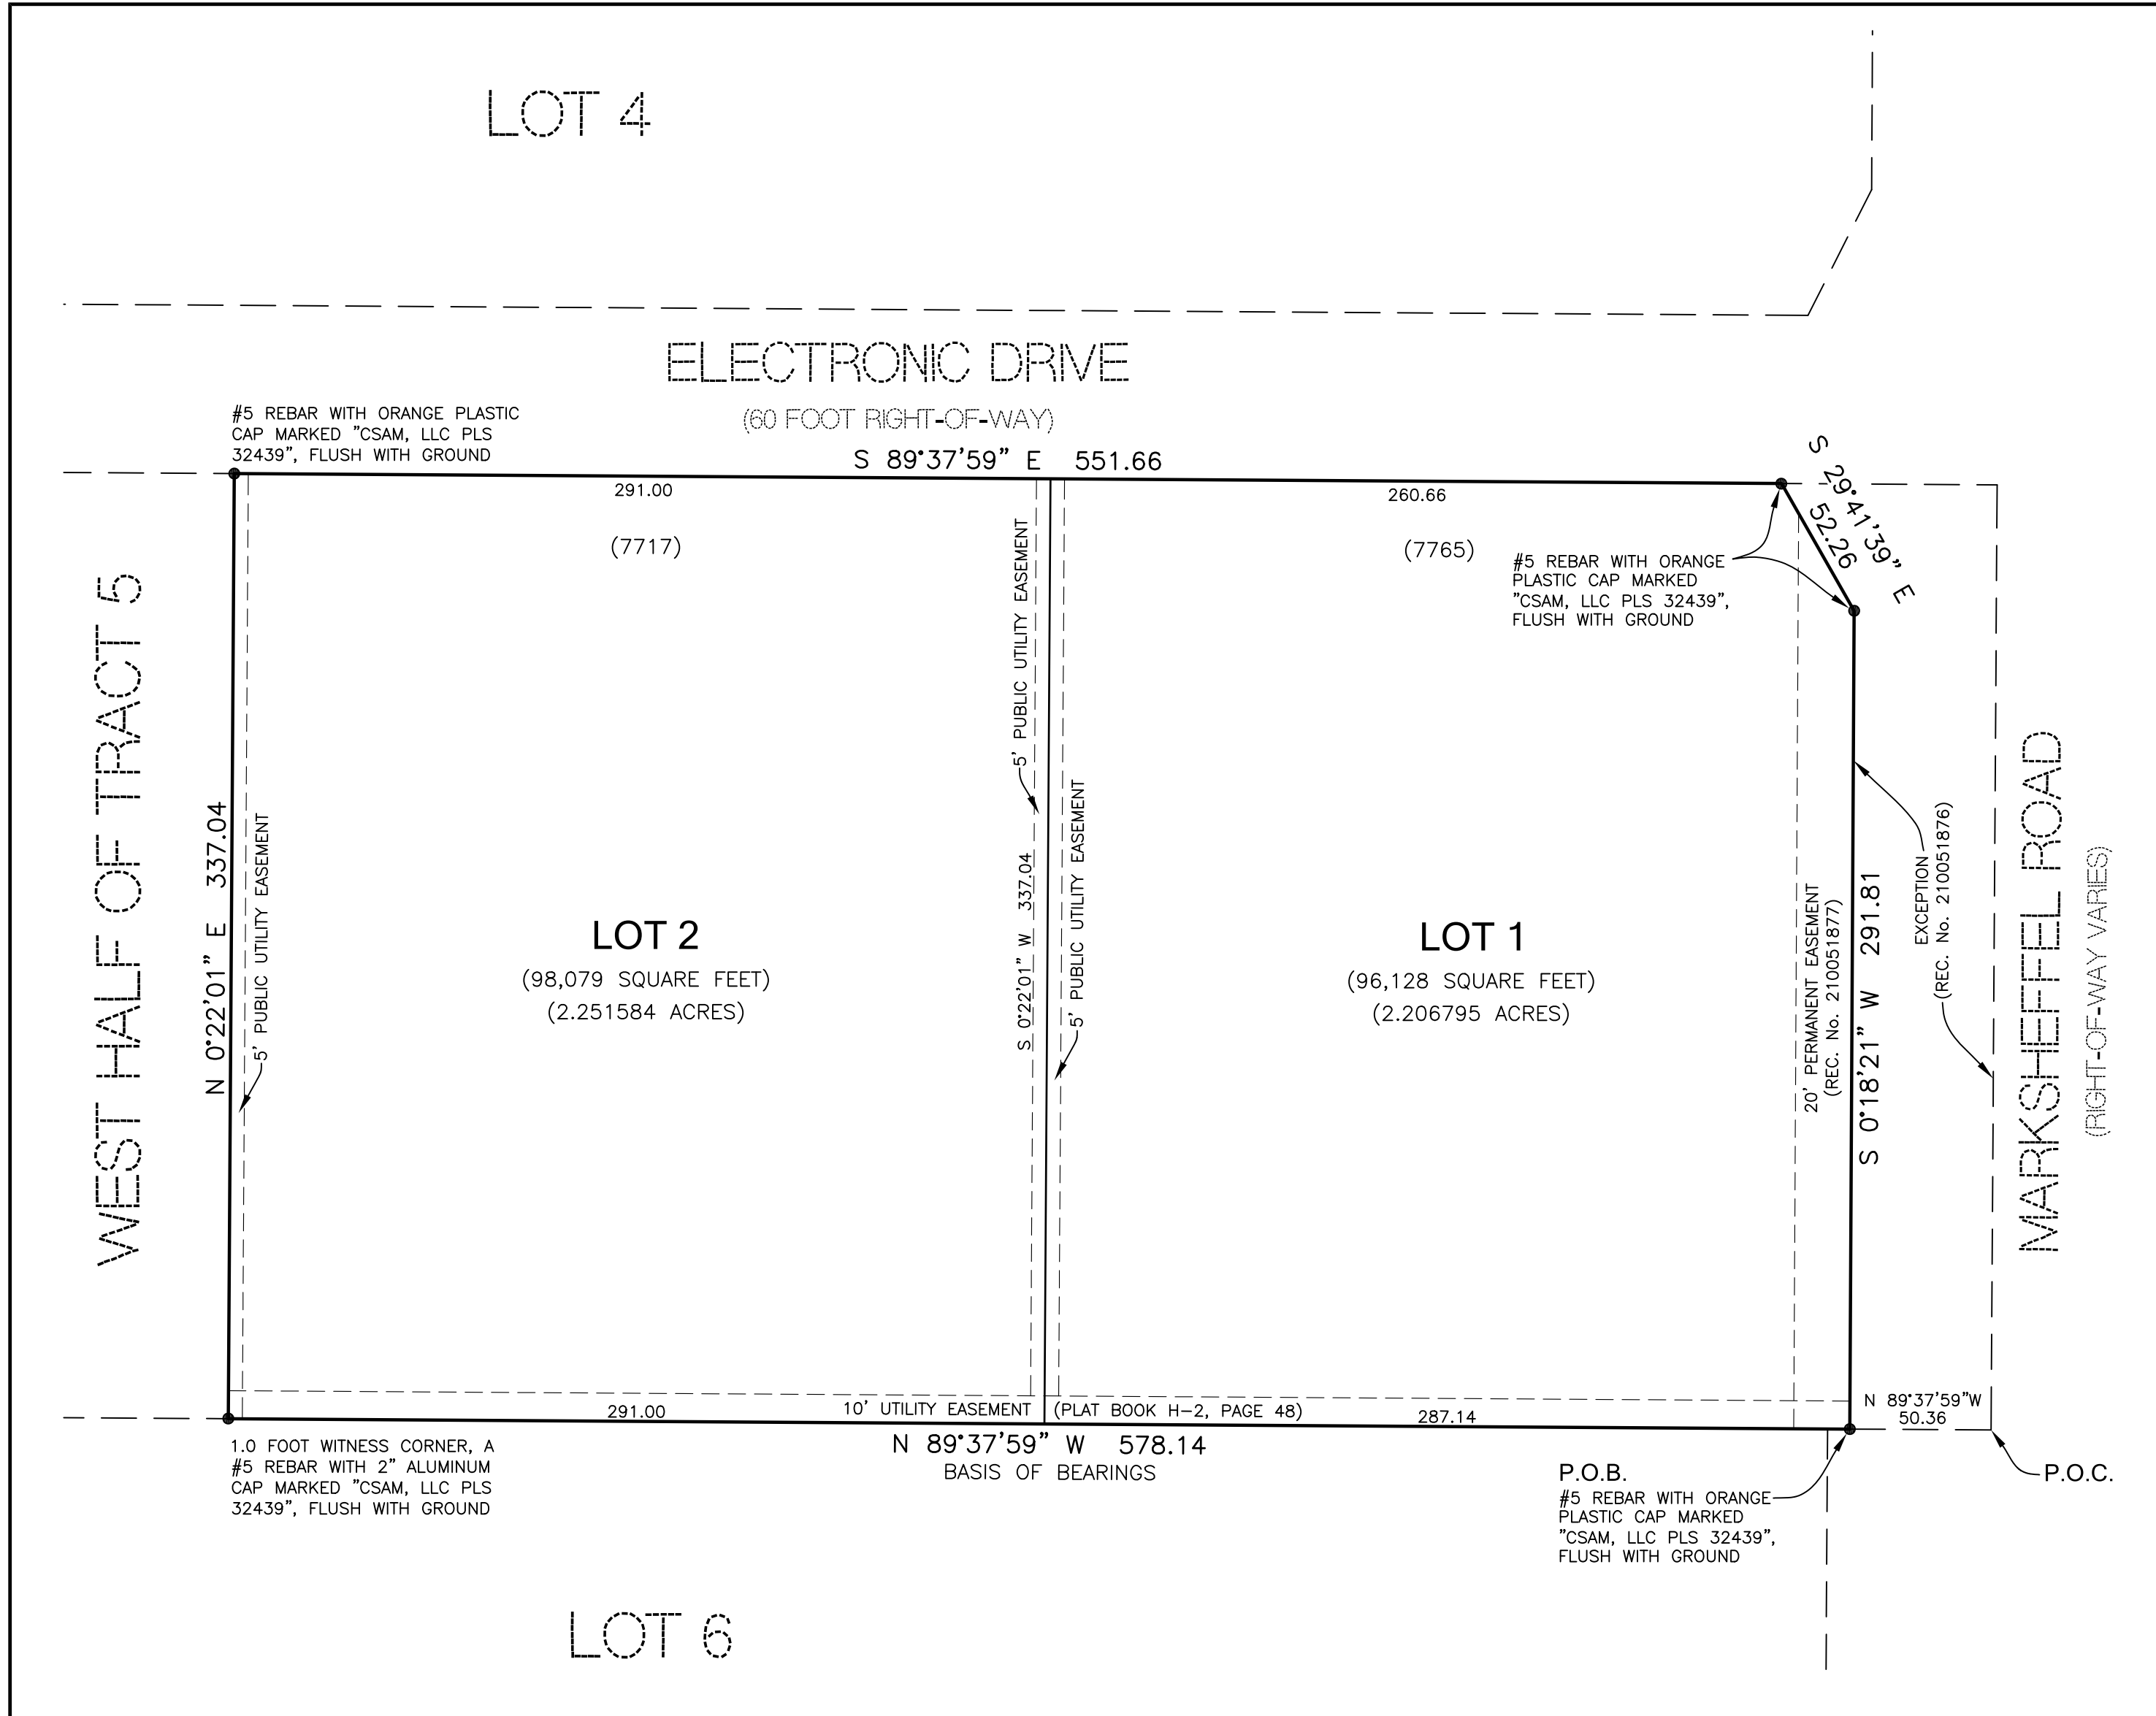 LOT 4
ELECTRONIC DRIVE
(60 FOOT RIGHT-OF-WAY)
#5 REBAR WITH ORANGE PLASTIC
CAP MARKED "CSAM, LLC PLS
32439", FLUSH WITH GROUND
S 89°37'59" E 551.66
291.00
260.66
S 29°41'39" E
52.26
(7717)
(7765)
#5 REBAR WITH ORANGE
PLASTIC CAP MARKED
"CSAM, LLC PLS 32439",
FLUSH WITH GROUND
WEST HALF OF TRACT 5
N 0°22'01" E 337.04
5' PUBLIC UTILITY EASEMENT
5' PUBLIC UTILITY EASEMENT
S 0°22'01" W 337.04
5' PUBLIC UTILITY EASEMENT
LOT 2
(98,079 SQUARE FEET)
(2.251584 ACRES)
LOT 1
(96,128 SQUARE FEET)
(2.206795 ACRES)
20' PERMANENT EASEMENT
(REC. No. 210051877)
S 0°18'21" W 291.81
EXCEPTION
(REC. No. 210051876)
MARKSHEFFEL ROAD
(RIGHT-OF-WAY VARIES)
N 89°37'59"W
50.36
291.00
10' UTILITY EASEMENT (PLAT BOOK H-2, PAGE 48)
287.14
N 89°37'59" W 578.14
BASIS OF BEARINGS
1.0 FOOT WITNESS CORNER, A
#5 REBAR WITH 2" ALUMINUM
CAP MARKED "CSAM, LLC PLS
32439", FLUSH WITH GROUND
P.O.B.
#5 REBAR WITH ORANGE
PLASTIC CAP MARKED
"CSAM, LLC PLS 32439",
FLUSH WITH GROUND
P.O.C.
LOT 6